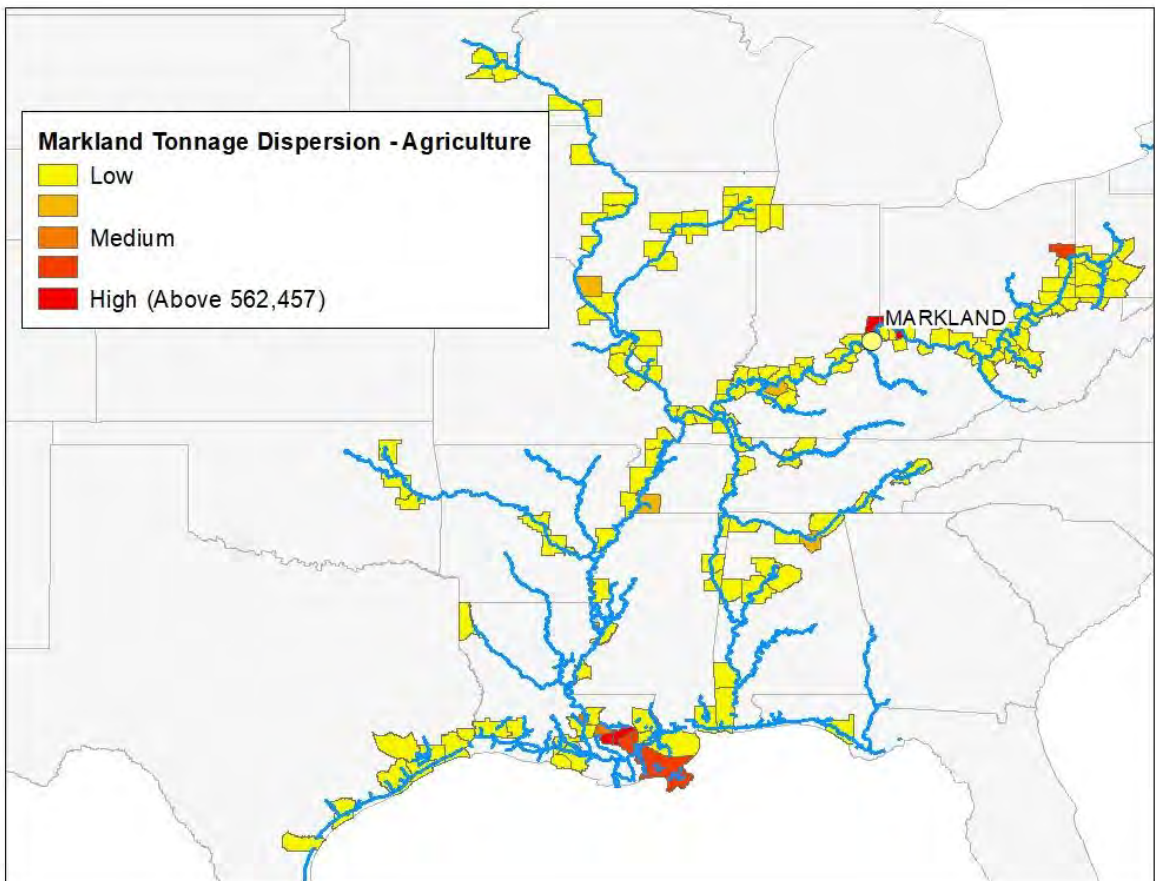 Markland Tonnage Dispersion - Agriculture
Low
Medium
High (Above 562,457)
MARKLAND